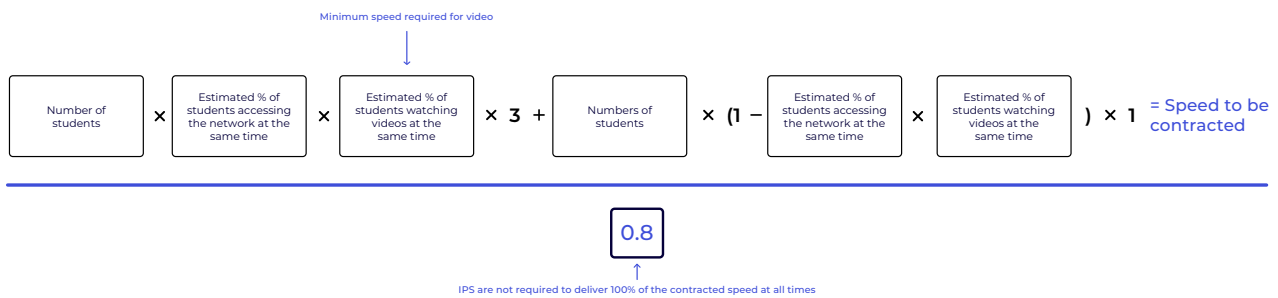 Minimum speed required for video
Number of
students
×
Estimated % of
students accessing
the network at the
same time
×
Estimated % of
students watching
videos at the
same time
× 3 +
Numbers of
students
× (1 −
Estimated % of
students accessing
the network at the
same time
×
Estimated % of
students watching
videos at the
same time
) × 1
= Speed to be
contracted
0.8
IPS are not required to deliver 100% of the contracted speed at all times